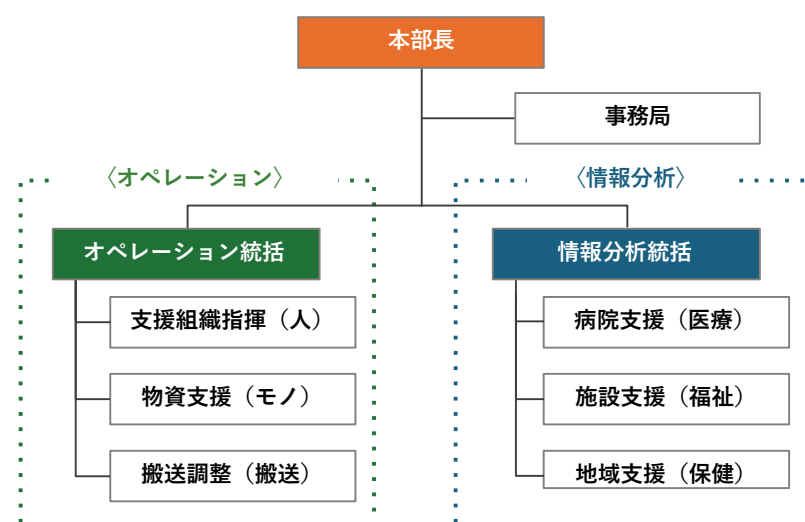 本部長
事務局
〈オペレーション〉
〈情報分析〉
オペレーション統括
情報分析統括
支援組織指揮（人）
病院支援（医療）
物資支援（モノ）
施設支援（福祉）
搬送調整（搬送）
地域支援（保健）